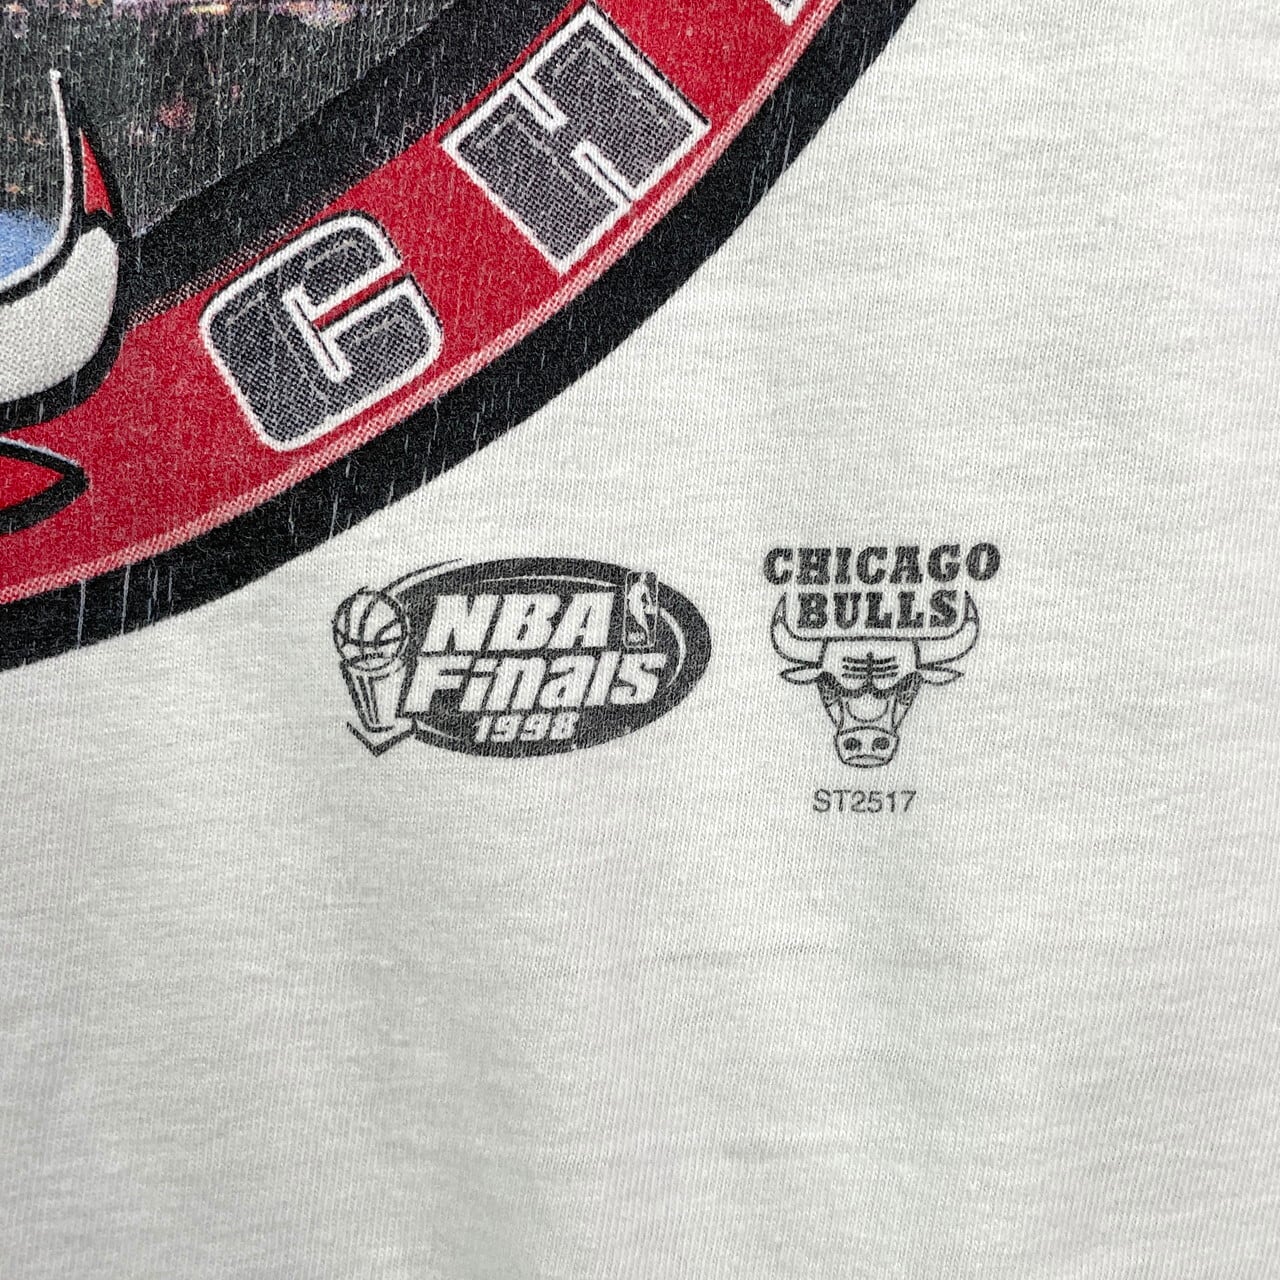 CH
NBA
Finals
1998
CHICAGO
BULLS
ST2517